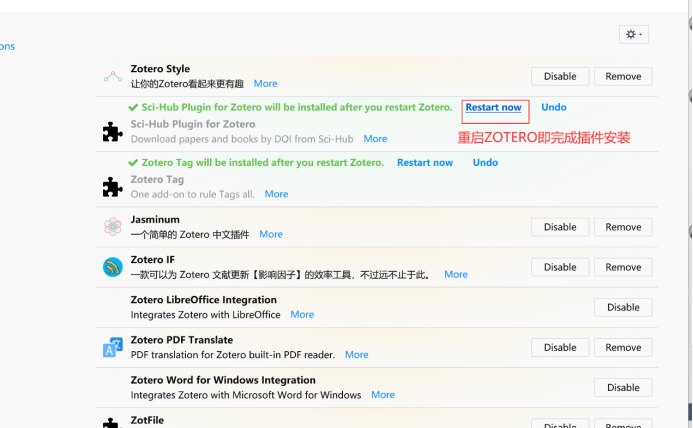 ons
Zotero Style
让你的Zotero看起来更有趣 More
Disable
Remove
Sci-Hub Plugin for Zotero will be installed after you restart Zotero. Restart now Undo
Sci-Hub Plugin for Zotero
Download papers and books by DOI from Sci-Hub More
重启ZOTERO即完成插件安装
Zotero Tag will be installed after you restart Zotero. Restart now Undo
Zotero Tag
One add-on to rule Tags all. More
Jasminum
一个简单的 Zotero 中文插件 More
Disable
Remove
Zotero IF
一款可以为 Zotero 文献更新【影响因子】的效率工具，不过远不止于此。 More
Disable
Remove
Zotero LibreOffice Integration
Integrates Zotero with LibreOffice More
Disable
Zotero PDF Translate
PDF translation for Zotero built-in PDF reader. More
Disable
Remove
Zotero Word for Windows Integration
Integrates Zotero with Microsoft Word for Windows More
Disable
ZotFile
Disable
Remove